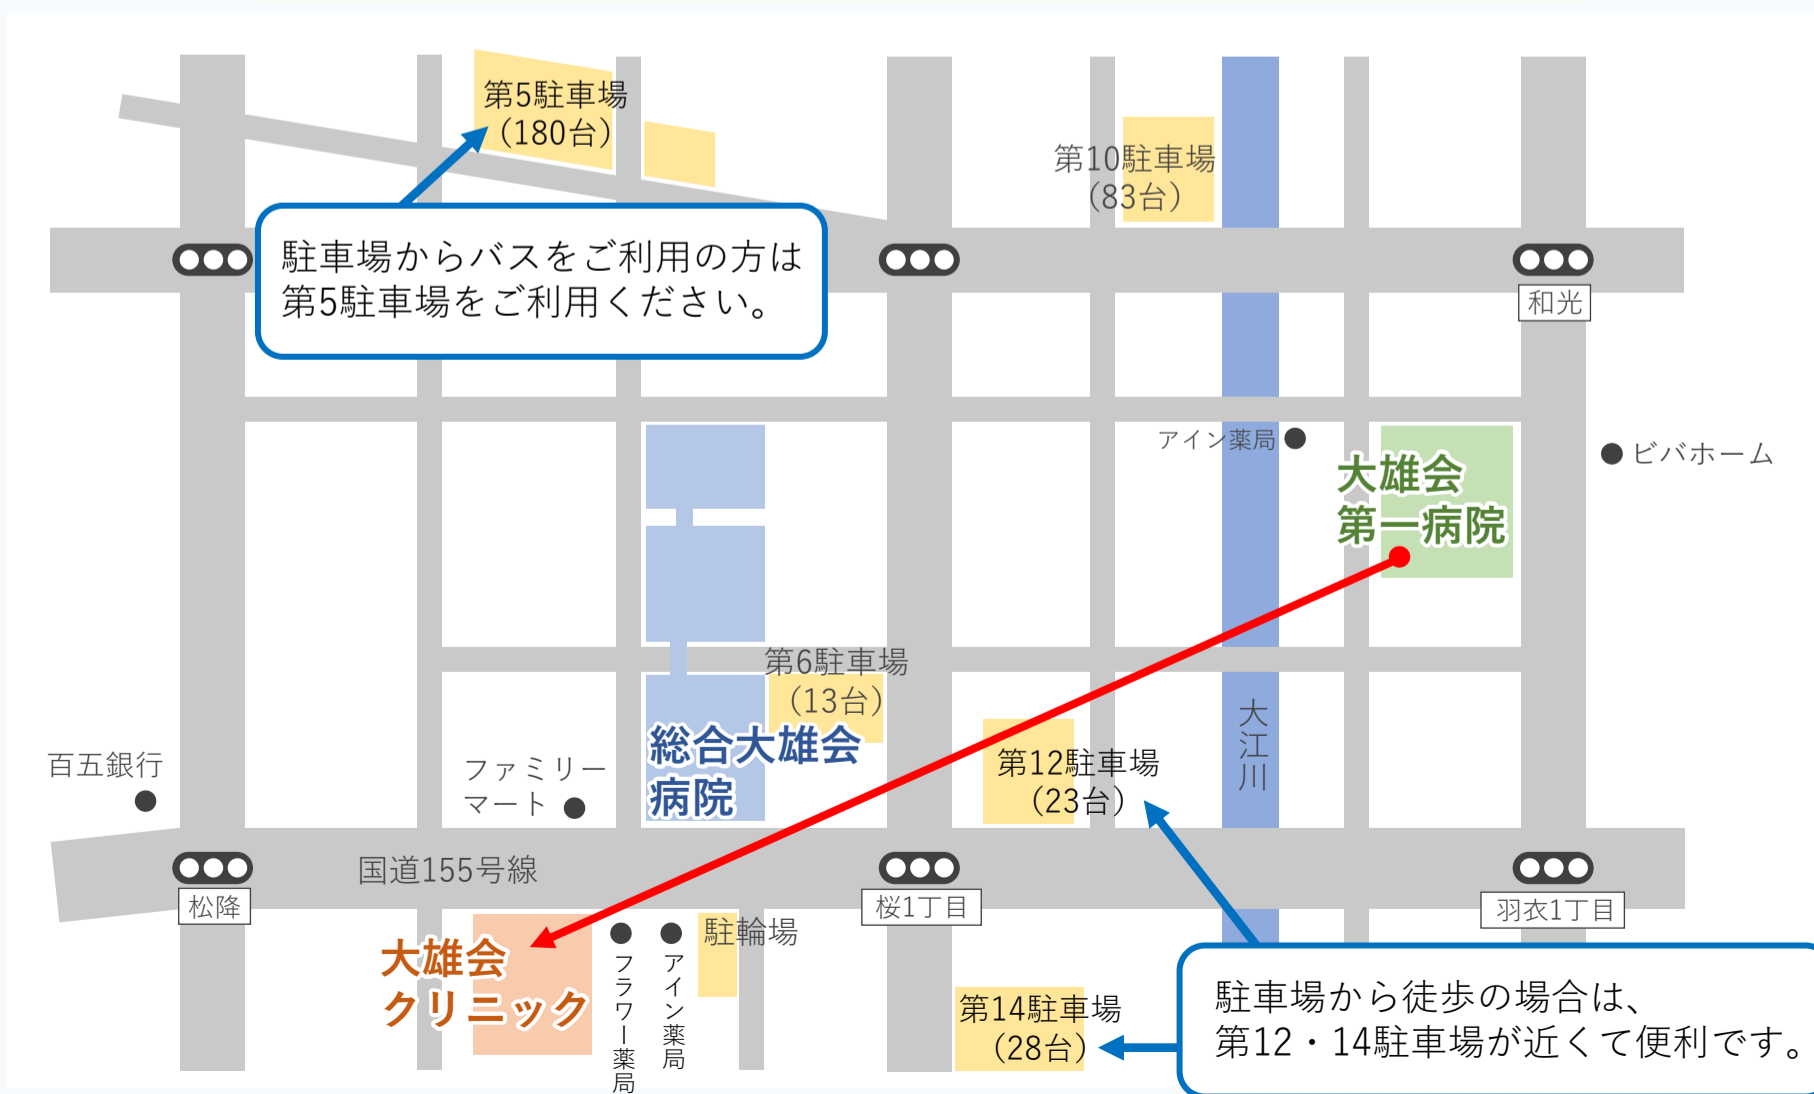 第5駐車場
（180台）
第10駐車場
（83台）
駐車場からバスをご利用の方は
第5駐車場をご利用ください。
和光
アイン薬局
ビバホーム
大雄会
第一病院
第6駐車場
（13台）
総合大雄会
病院
大江川
百五銀行
ファミリー
マート
第12駐車場
（23台）
国道155号線
松降
桜1丁目
羽衣1丁目
大雄会
クリニック
フラワー薬局
アイン薬局
駐輪場
第14駐車場
（28台）
駐車場から徒歩の場合は、
第12・14駐車場が近くて便利です。